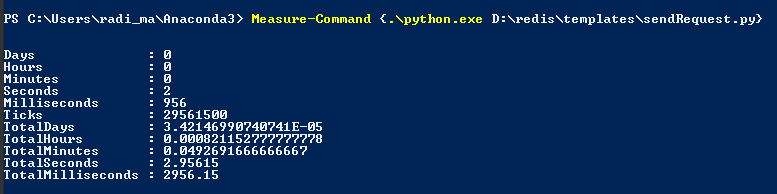 PS C:\Users\radi_ma\Anaconda3> Measure-Command {.\python.exe D:\redis\templates\sendRequest.py}
Days              : 0
Hours             : 0
Minutes           : 0
Seconds           : 2
Milliseconds      : 956
Ticks             : 29561500
TotalDays         : 3.42146990740741E-05
TotalHours        : 0.000821152777777778
TotalMinutes      : 0.0492691666666667
TotalSeconds      : 2.95615
TotalMilliseconds : 2956.15